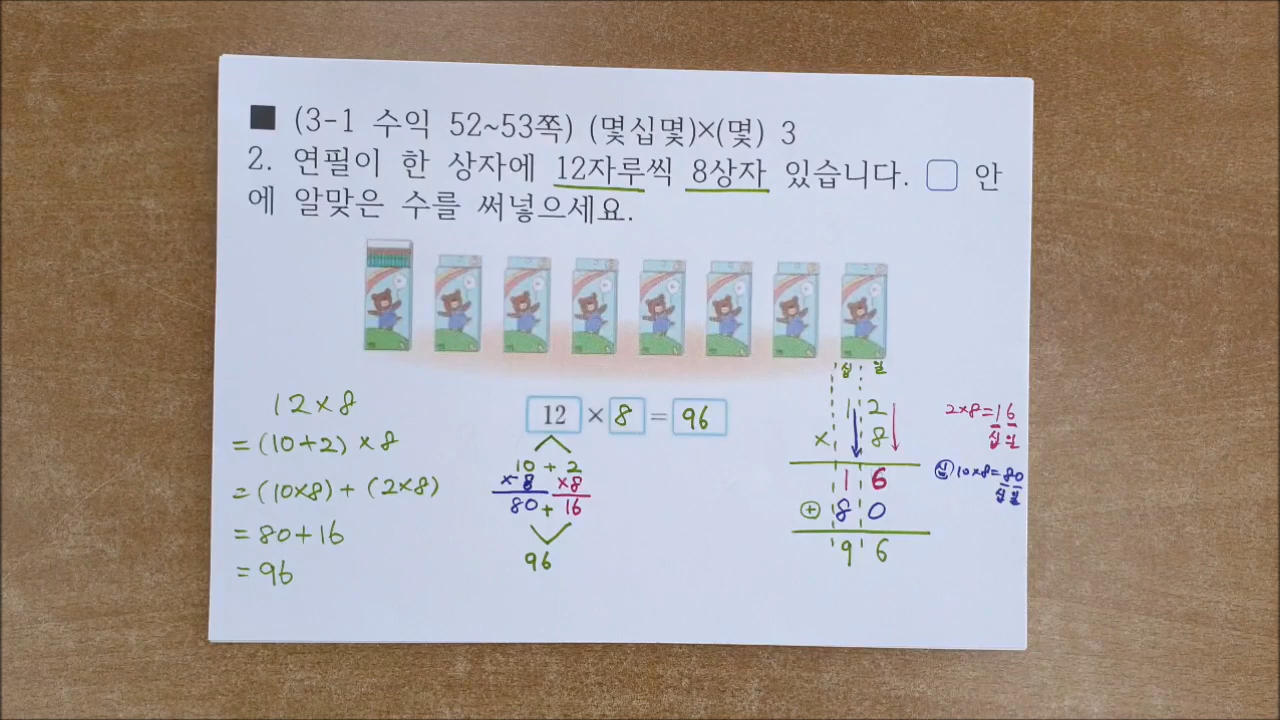 ■ (3-1 수익 52~53쪽) (몇십몇)×(몇) 3
2. 연필이 한 상자에 12자루씩 8상자 있습니다. □ 안
에 알맞은 수를 써넣으세요.
12×8
=(10+2)×8
=(10×8)+(2×8)
=80+16
=96
12 × 8 = 96
10 + 2
×8 ×8
80 + 16
96
십 일
1 2
× 8
1 6
+ 8 0
9 6
2×8=16
십 일
십 10×8=80
십 일